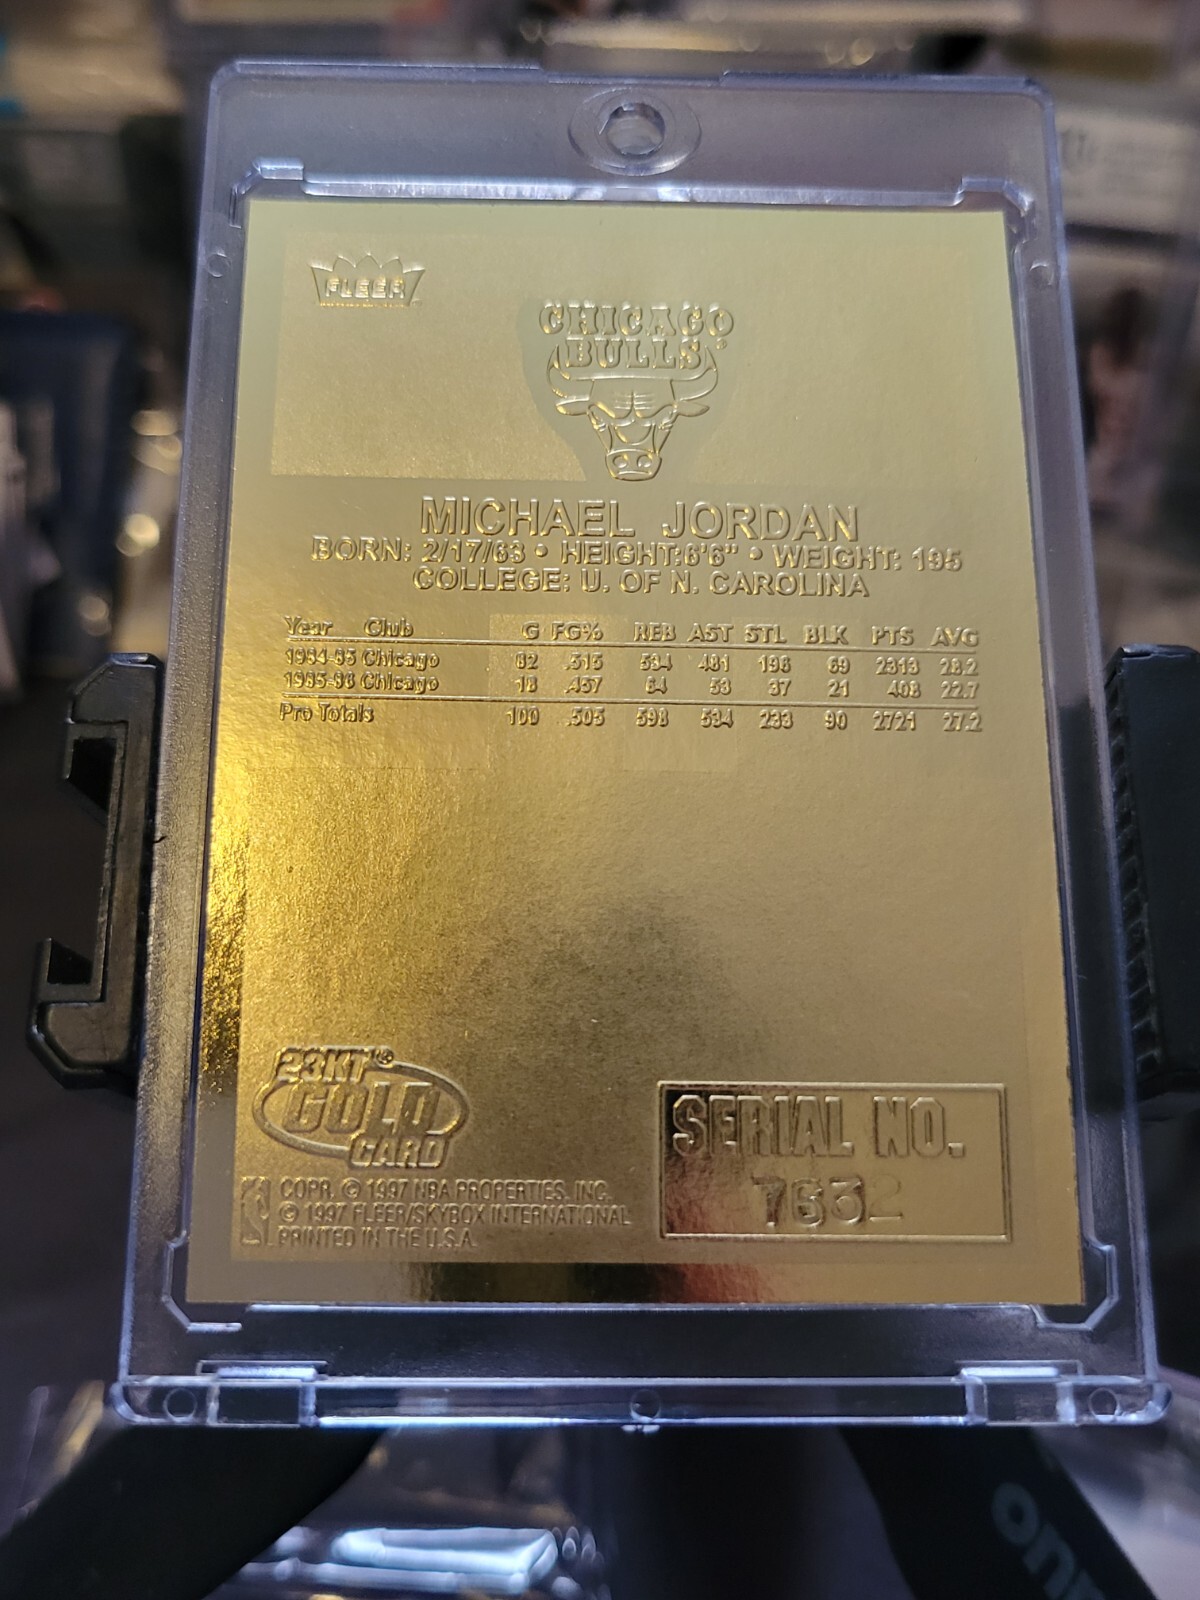 FLEER
CHICAGO
BULLS®
MICHAEL JORDAN
BORN: 2/17/63 • HEIGHT:6'6" • WEIGHT: 195
COLLEGE: U. OF N. CAROLINA
Year Club G FG% REB AST STL BLK PTS AVG
1984-85 Chicago 82 .515 534 481 196 69 2313 28.2
1985-86 Chicago 18 .457 64 53 37 21 408 22.7
Pro Totals 100 .505 598 534 233 90 2721 27.2
23KT®
GOLD
CARD
COPR. © 1997 NBA PROPERTIES, INC.
© 1997 FLEER/SKYBOX INTERNATIONAL
PRINTED IN THE U.S.A.
SERIAL NO.
7632